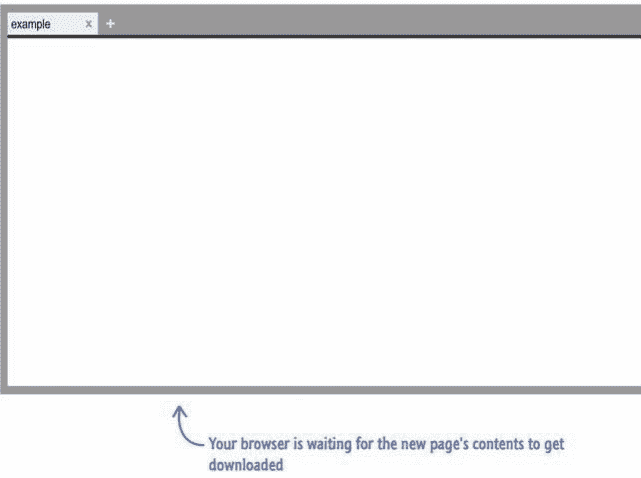 example x +
Your browser is waiting for the new page's contents to get
downloaded